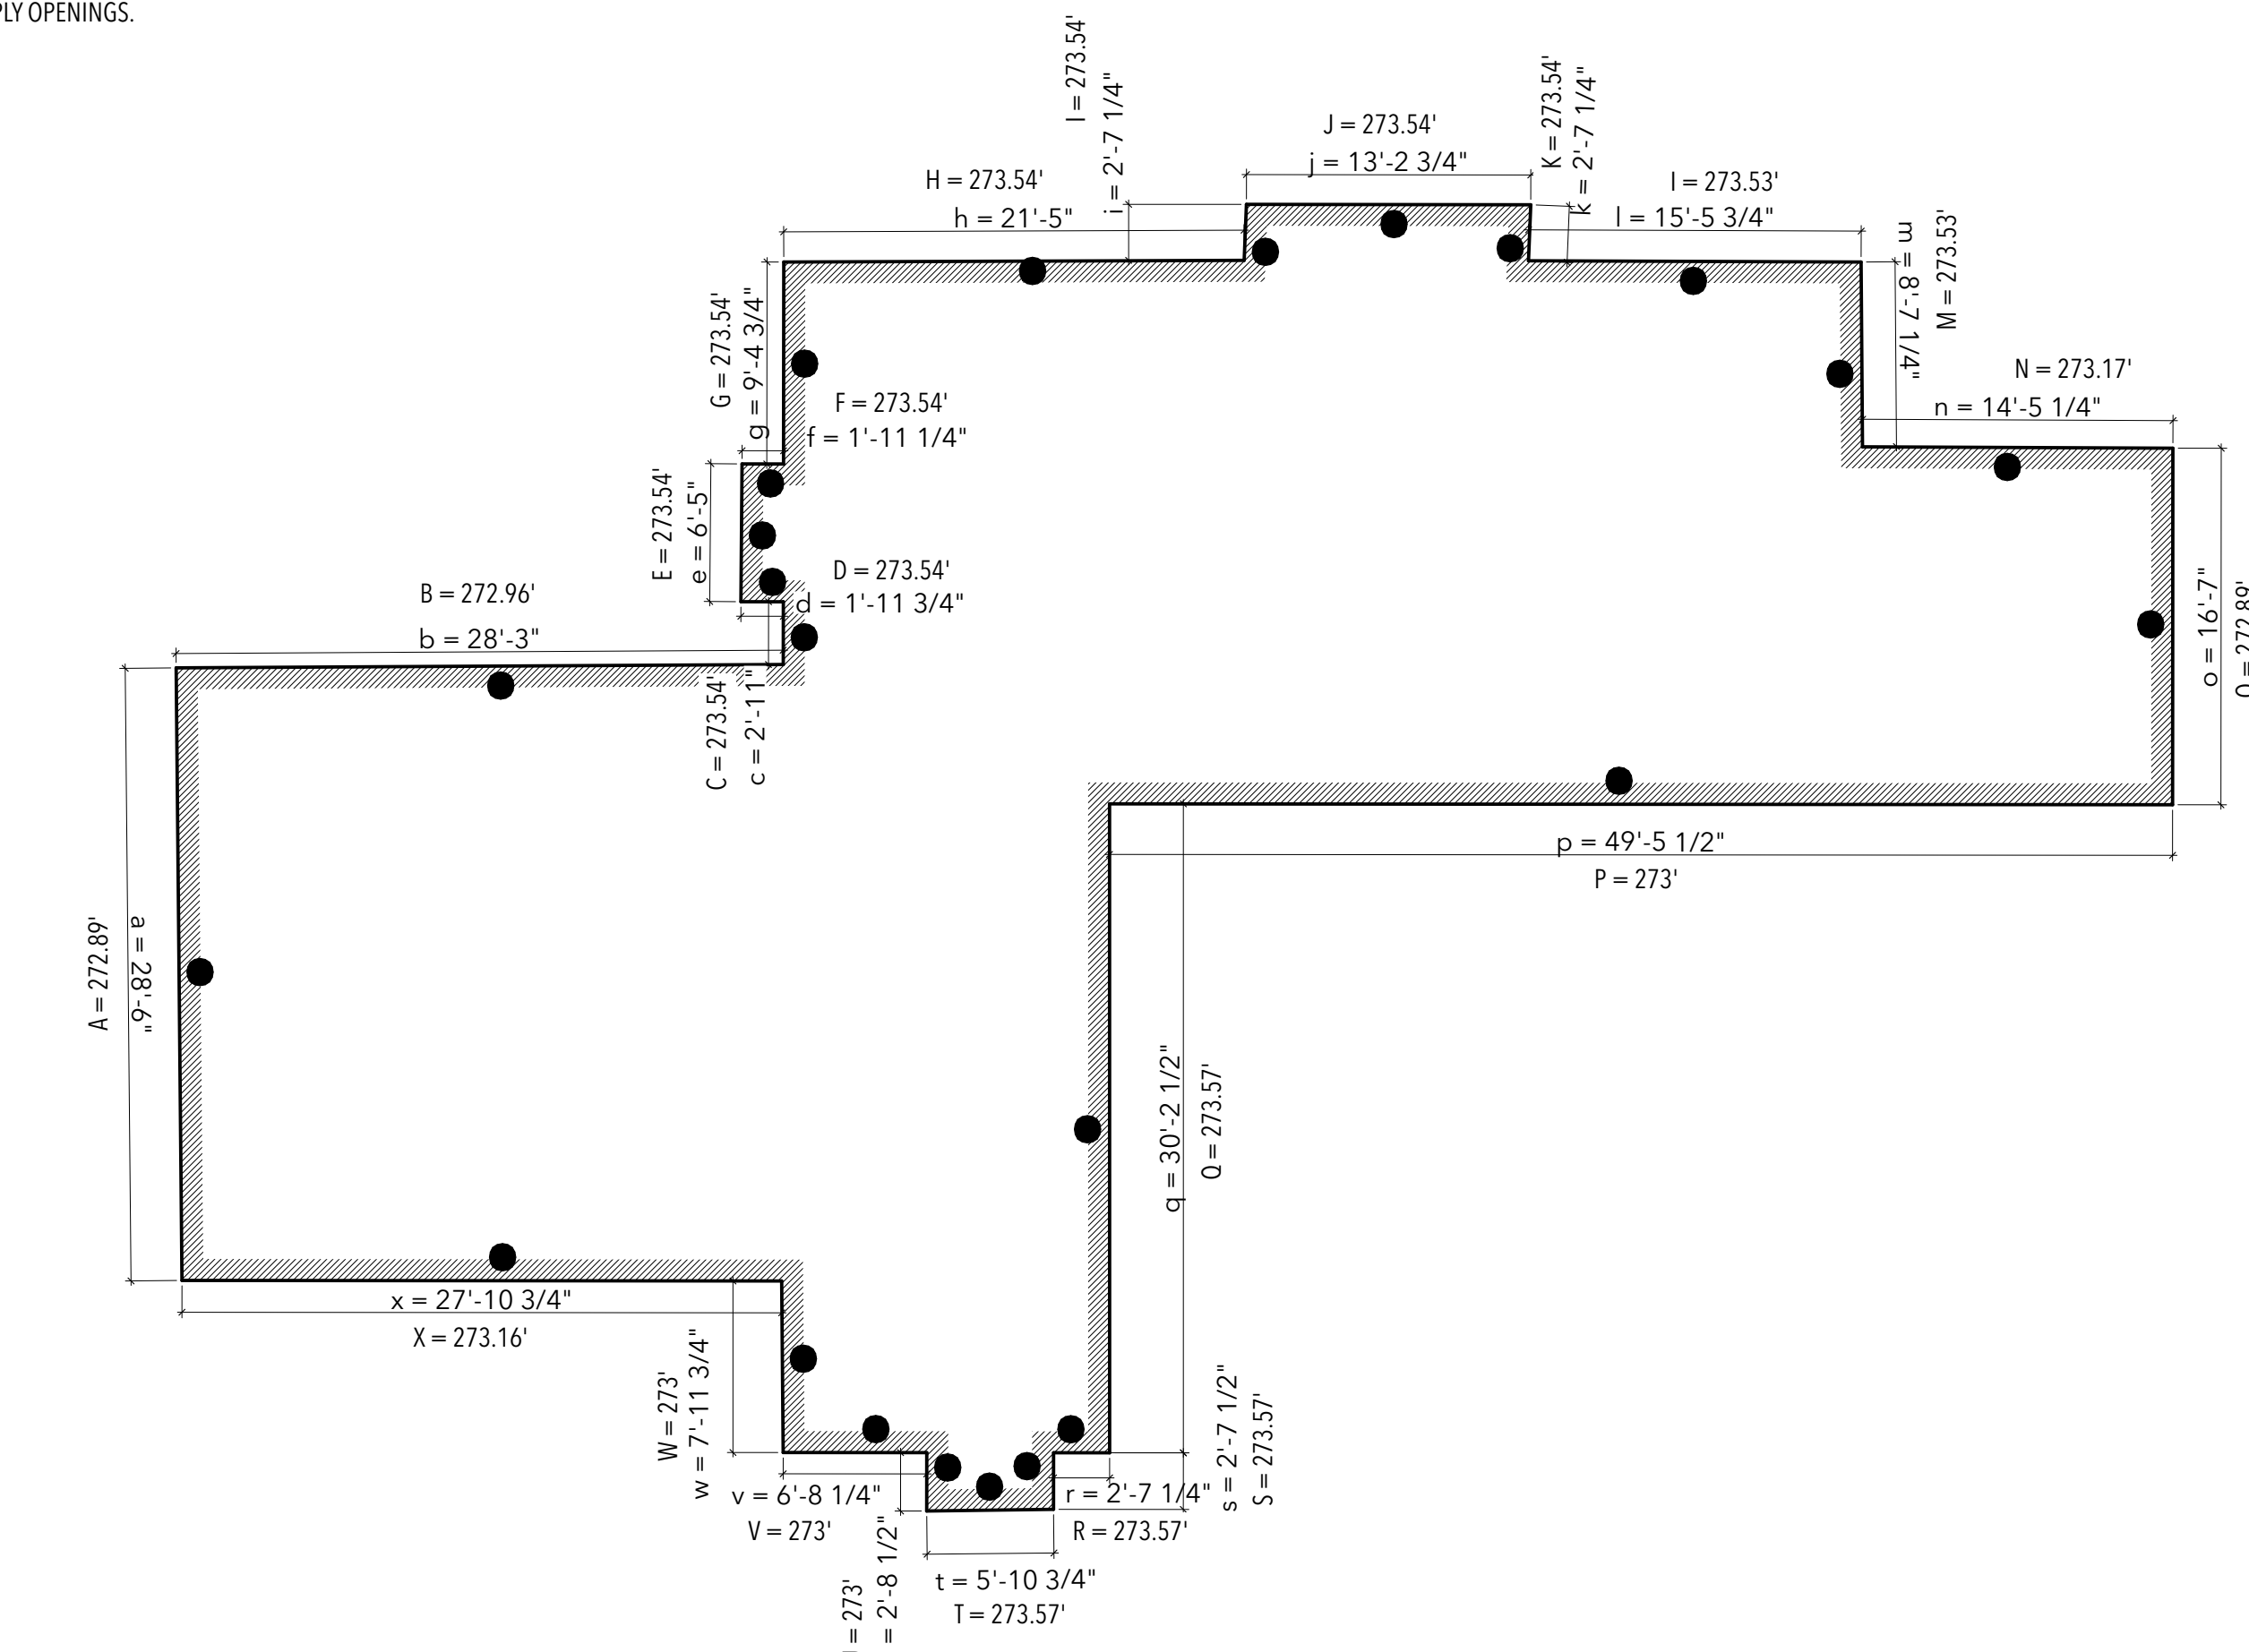 PLY OPENINGS.
I = 273.54'
i = 2'-7 1/4"
J = 273.54'
j = 13'-2 3/4"
K = 273.54'
k = 2'-7 1/4"
H = 273.54'
h = 21'-5"
l = 273.53'
l = 15'-5 3/4"
m = 8'-7 1/4"
M = 273.53'
G = 273.54'
g = 9'-4 3/4"
N = 273.17'
n = 14'-5 1/4"
F = 273.54'
f = 1'-11 1/4"
E = 273.54'
e = 6'-5"
D = 273.54'
d = 1'-11 3/4"
B = 272.96'
b = 28'-3"
o = 16'-7"
O = 272.89'
C = 273.54'
c = 2'-11"
p = 49'-5 1/2"
P = 273'
A = 272.89'
a = 28'-6"
q = 30'-2 1/2"
Q = 273.57'
x = 27'-10 3/4"
X = 273.16'
W = 273'
w = 7'-11 3/4"
s = 2'-7 1/2"
S = 273.57'
v = 6'-8 1/4"
V = 273'
r = 2'-7 1/4"
R = 273.57'
= 273'
= 2'-8 1/2"
t = 5'-10 3/4"
T = 273.57'